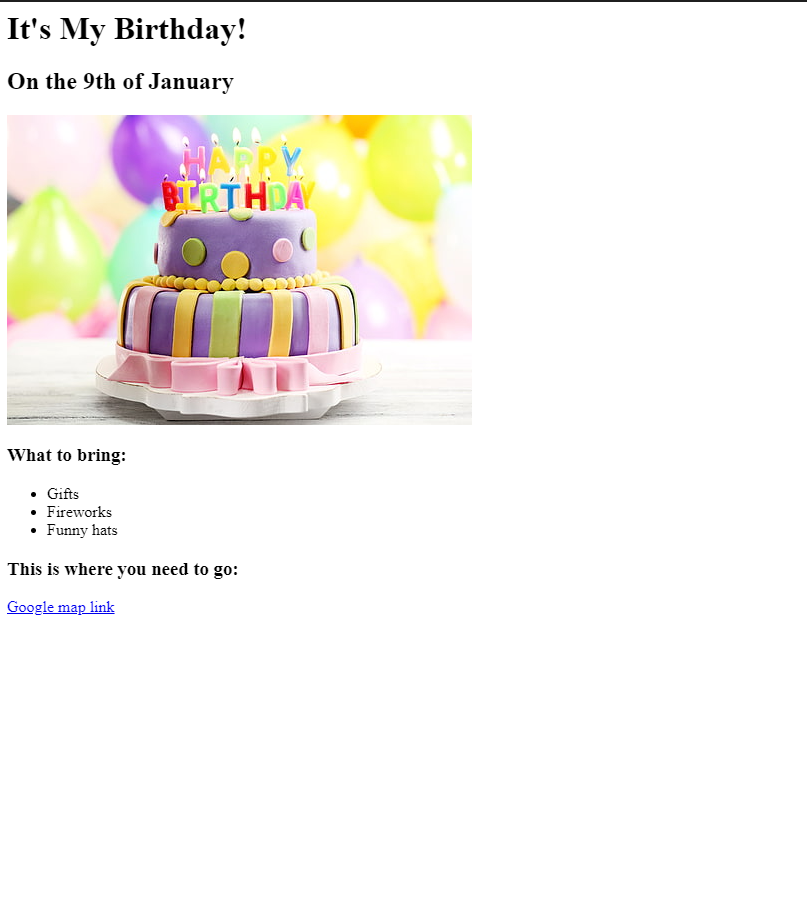 It's My Birthday!
On the 9th of January
HAPPY
BIRTHDAY
What to bring:
Gifts
Fireworks
Funny hats
This is where you need to go:
Google map link